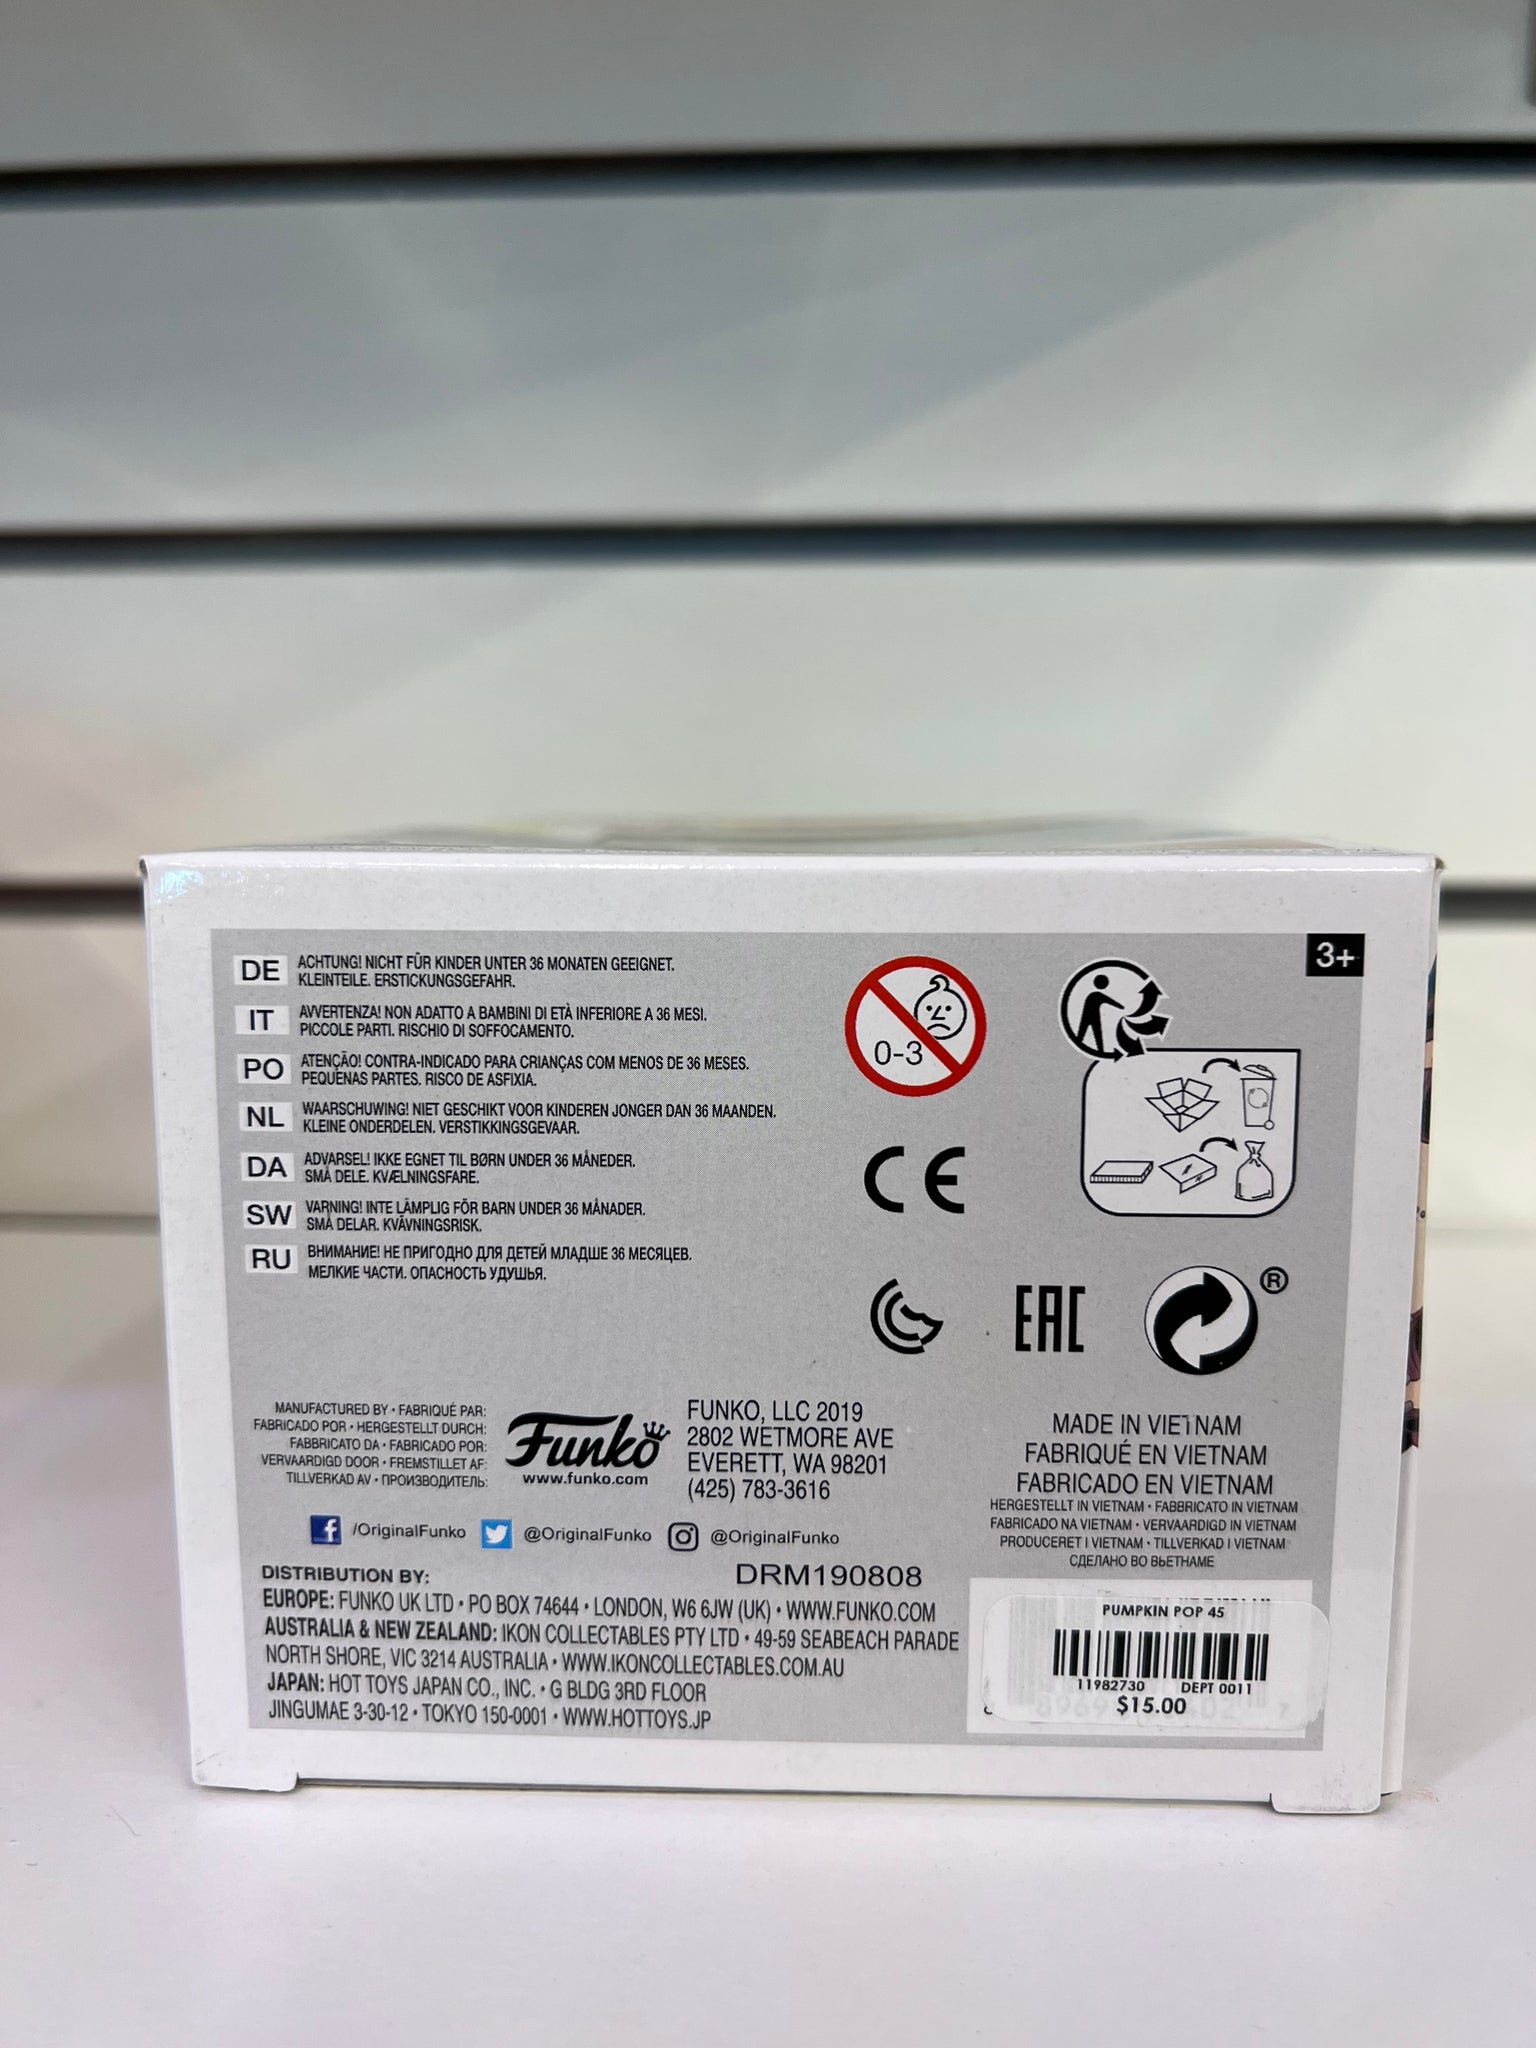 3+
DE ACHTUNG! NICHT FÜR KINDER UNTER 36 MONATEN GEEIGNET.
KLEINTEILE. ERSTICKUNGSGEFAHR.
IT AVVERTENZA! NON ADATTO A BAMBINI DI ETÀ INFERIORE A 36 MESI.
PICCOLE PARTI. RISCHIO DI SOFFOCAMENTO.
PO ATENÇÃO! CONTRA-INDICADO PARA CRIANÇAS COM MENOS DE 36 MESES.
PEQUENAS PARTES. RISCO DE ASFIXIA.
NL WAARSCHUWING! NIET GESCHIKT VOOR KINDEREN JONGER DAN 36 MAANDEN.
KLEINE ONDERDELEN. VERSTIKKINGSGEVAAR.
DA ADVARSEL! IKKE EGNET TIL BØRN UNDER 36 MÅNEDER.
SMÅ DELE. KVÆLNINGSFARE.
SW VARNING! INTE LÄMPLIG FÖR BARN UNDER 36 MÅNADER.
SMÅ DELAR. KVÄVNINGSRISK.
RU ВНИМАНИЕ! НЕ ПРИГОДНО ДЛЯ ДЕТЕЙ МЛАДШЕ 36 МЕСЯЦЕВ.
МЕЛКИЕ ЧАСТИ. ОПАСНОСТЬ УДУШЬЯ.
0-3
CE
EAC
®
MANUFACTURED BY • FABRIQUÉ PAR:
FABRICADO POR • HERGESTELLT DURCH:
FABBRICATO DA • FABRICADO POR:
VERVAARDIGD DOOR • FREMSTILLET AF:
TILLVERKAD AV • ПРОИЗВОДИТЕЛЬ:
Funko
www.funko.com
FUNKO, LLC 2019
2802 WETMORE AVE
EVERETT, WA 98201
(425) 783-3616
MADE IN VIETNAM
FABRIQUÉ EN VIETNAM
FABRICADO EN VIETNAM
HERGESTELLT IN VIETNAM • FABBRICATO IN VIETNAM
FABRICADO NA VIETNAM • VERVAARDIGD IN VIETNAM
PRODUCERET I VIETNAM • TILLVERKAD I VIETNAM
СДЕЛАНО ВО ВЬЕТНАМЕ
f /OriginalFunko @OriginalFunko @OriginalFunko
DISTRIBUTION BY: DRM190808
EUROPE: FUNKO UK LTD • PO BOX 74644 • LONDON, W6 6JW (UK) • WWW.FUNKO.COM
AUSTRALIA & NEW ZEALAND: IKON COLLECTABLES PTY LTD • 49-59 SEABEACH PARADE
NORTH SHORE, VIC 3214 AUSTRALIA • WWW.IKONCOLLECTABLES.COM.AU
JAPAN: HOT TOYS JAPAN CO., INC. • G BLDG 3RD FLOOR
JINGUMAE 3-30-12 • TOKYO 150-0001 • WWW.HOTTOYS.JP
PUMPKIN POP 45
11982730 DEPT 0011
$15.00